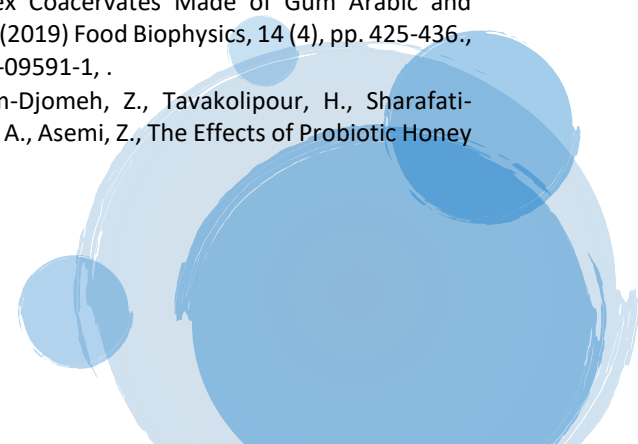 ex Coacervates Made of Gum Arabic and
(2019) Food Biophysics, 14 (4), pp. 425-436.,
-09591-1, .
n-Djomeh, Z., Tavakolipour, H., Sharafati-
A., Asemi, Z., The Effects of Probiotic Honey